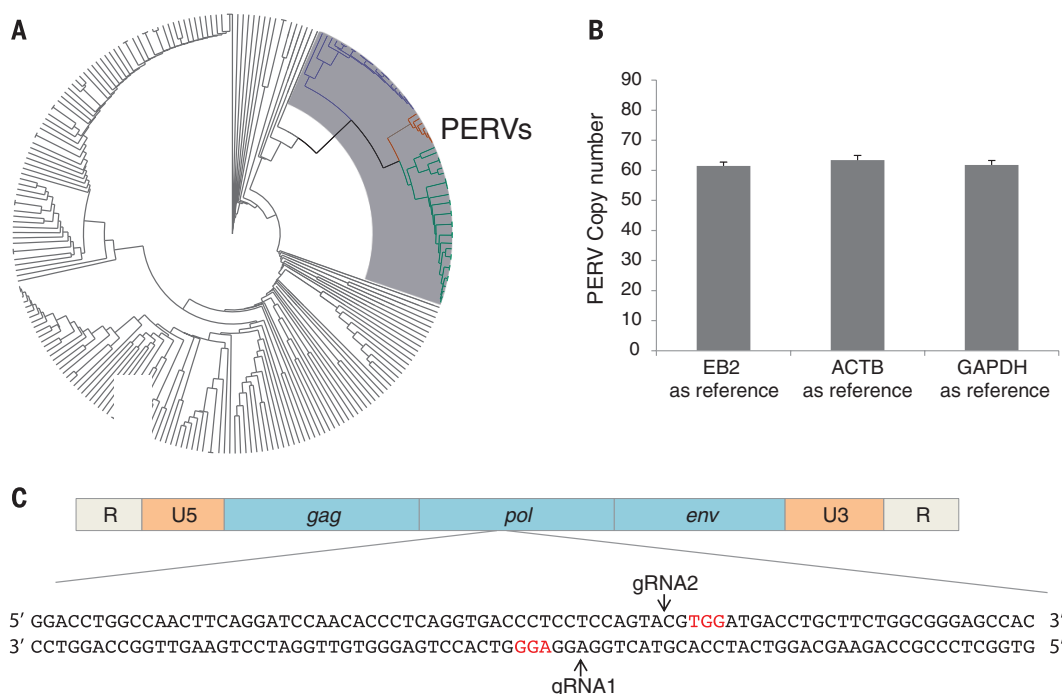 A
PERVs
B
PERV Copy number
90
80
70
60
50
40
30
20
10
0
EB2
as reference
ACTB
as reference
GAPDH
as reference
C
R U5 gag pol env U3 R
gRNA2
5′ GGACCTGGCCAACTTCAGGATCCAACACCCTCAGGTGACCCTCCTCCAGTACGTGGATGACCTGCTTCTGGCGGGAGCCAC 3′
3′ CCTGGACCGGTTGAAGTCCTAGGTTGTGGGAGTCCACTGGGAGGAGGTCATGCACCTACTGGACGAAGACCGCCCTCGGTG 5′
gRNA1